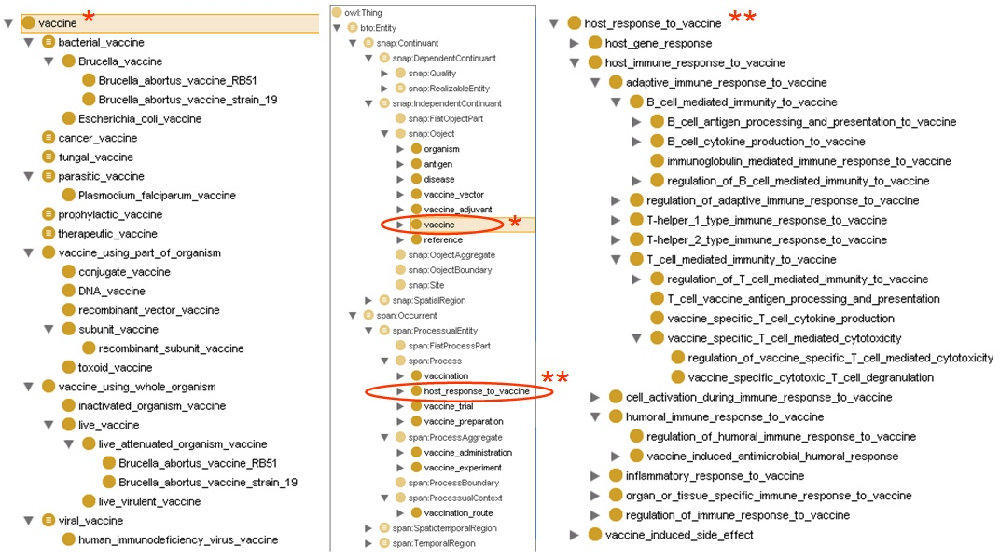 vaccine *
bacterial_vaccine
Brucella_vaccine
Brucella_abortus_vaccine_RB51
Brucella_abortus_vaccine_strain_19
Escherichia_coli_vaccine
cancer_vaccine
fungal_vaccine
parasitic_vaccine
Plasmodium_falciparum_vaccine
prophylactic_vaccine
therapeutic_vaccine
vaccine_using_part_of_organism
conjugate_vaccine
DNA_vaccine
recombinant_vector_vaccine
subunit_vaccine
recombinant_subunit_vaccine
toxoid_vaccine
vaccine_using_whole_organism
inactivated_organism_vaccine
live_vaccine
live_attenuated_organism_vaccine
Brucella_abortus_vaccine_RB51
Brucella_abortus_vaccine_strain_19
live_virulent_vaccine
viral_vaccine
human_immunodeficiency_virus_vaccine
owl:Thing
bfo:Entity
snap:Continuant
snap:DependentContinuant
snap:Quality
snap:RealizableEntity
snap:IndependentContinuant
snap:FiatObjectPart
snap:Object
organism
antigen
disease
vaccine_vector
vaccine_adjuvant
vaccine *
reference
snap:ObjectAggregate
snap:ObjectBoundary
snap:Site
snap:SpatialRegion
span:Occurrent
span:ProcessualEntity
span:FiatProcessPart
span:Process
vaccination
host_response_to_vaccine **
vaccine_trial
vaccine_preparation
span:ProcessAggregate
vaccine_administration
vaccine_experiment
span:ProcessBoundary
span:ProcessualContext
vaccination_route
span:SpatiotemporalRegion
span:TemporalRegion
host_response_to_vaccine **
host_gene_response
host_immune_response_to_vaccine
adaptive_immune_response_to_vaccine
B_cell_mediated_immunity_to_vaccine
B_cell_antigen_processing_and_presentation_to_vaccine
B_cell_cytokine_production_to_vaccine
immunoglobulin_mediated_immune_response_to_vaccine
regulation_of_B_cell_mediated_immunity_to_vaccine
regulation_of_adaptive_immune_response_to_vaccine
T-helper_1_type_immune_response_to_vaccine
T-helper_2_type_immune_response_to_vaccine
T_cell_mediated_immunity_to_vaccine
regulation_of_T_cell_mediated_immunity_to_vaccine
T_cell_vaccine_antigen_processing_and_presentation
vaccine_specific_T_cell_cytokine_production
vaccine_specific_T_cell_mediated_cytotoxicity
regulation_of_vaccine_specific_T_cell_mediated_cytotoxicity
vaccine_specific_cytotoxic_T_cell_degranulation
cell_activation_during_immune_response_to_vaccine
humoral_immune_response_to_vaccine
regulation_of_humoral_immune_response_to_vaccine
vaccine_induced_antimicrobial_humoral_response
inflammatory_response_to_vaccine
organ_or_tissue_specific_immune_response_to_vaccine
regulation_of_immune_response_to_vaccine
vaccine_induced_side_effect